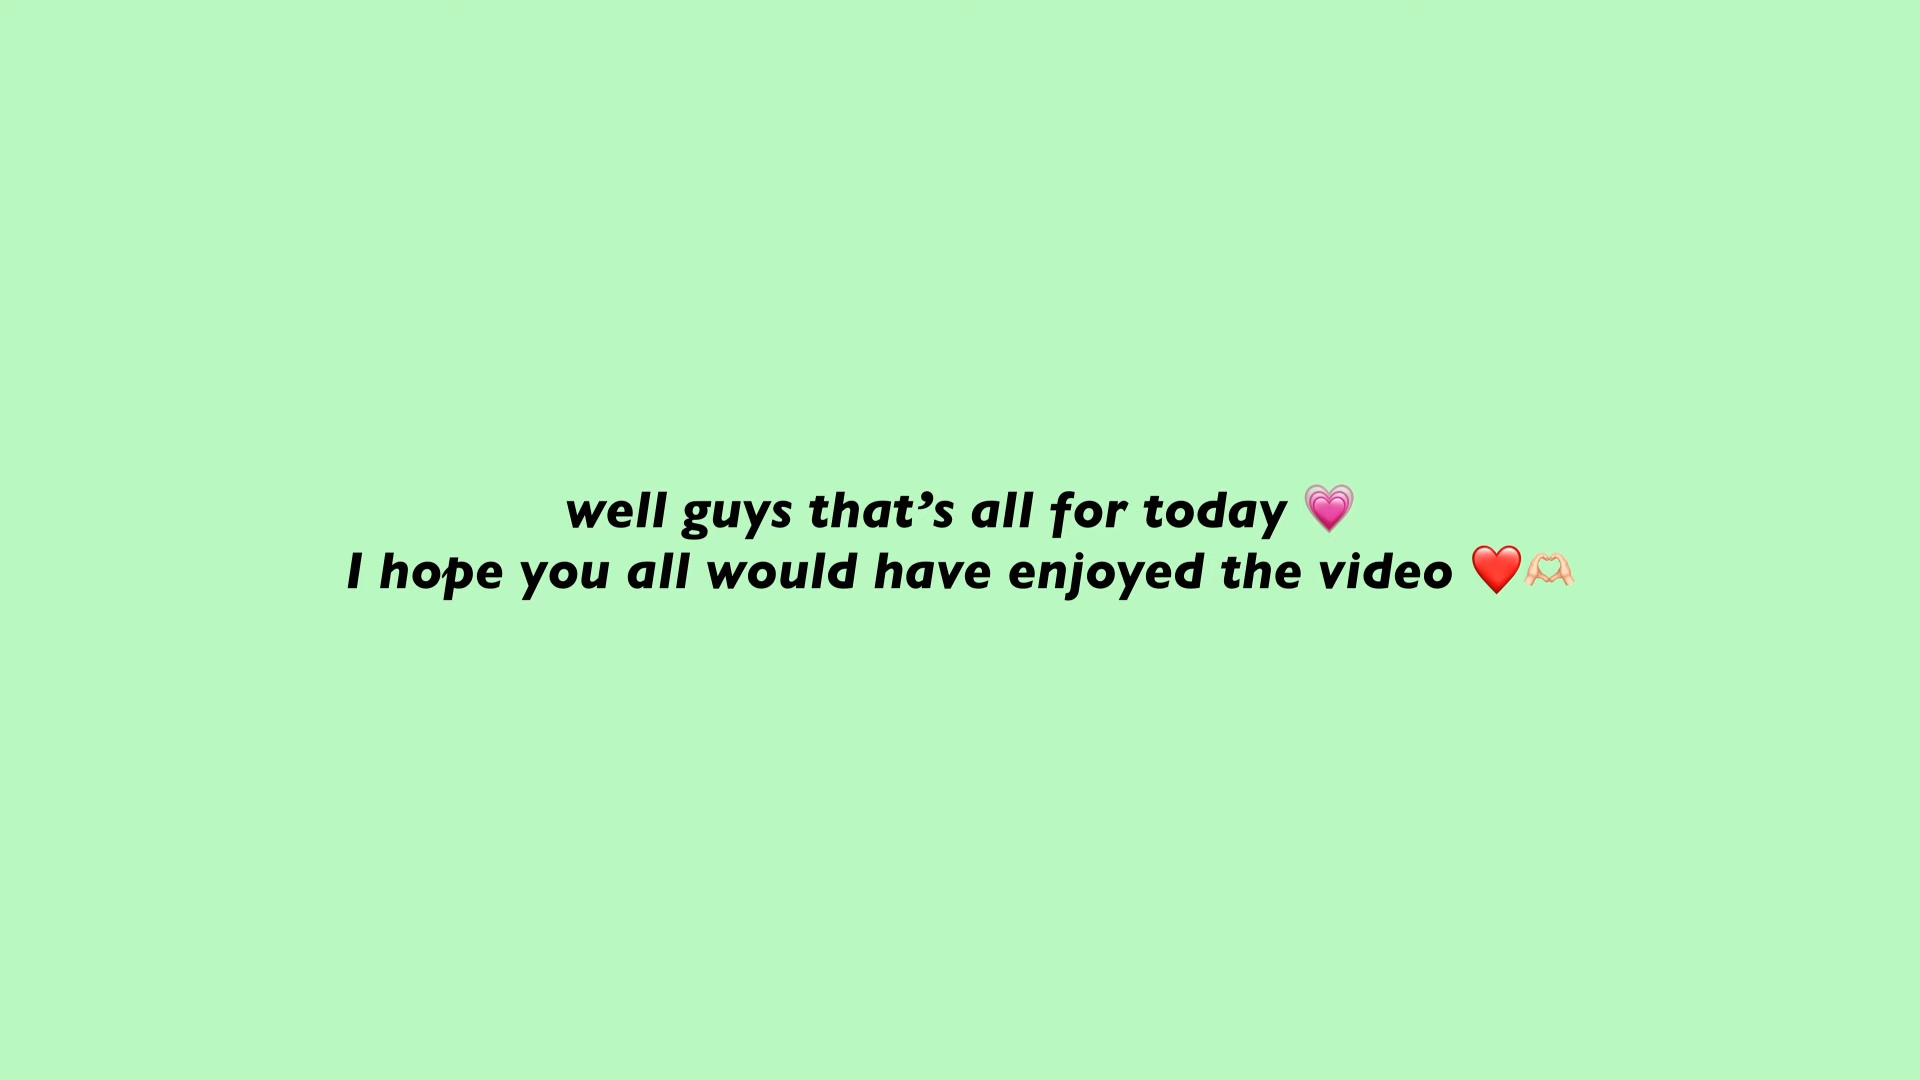 well guys that’s all for today 💗
I hope you all would have enjoyed the video ❤️🫶🏻